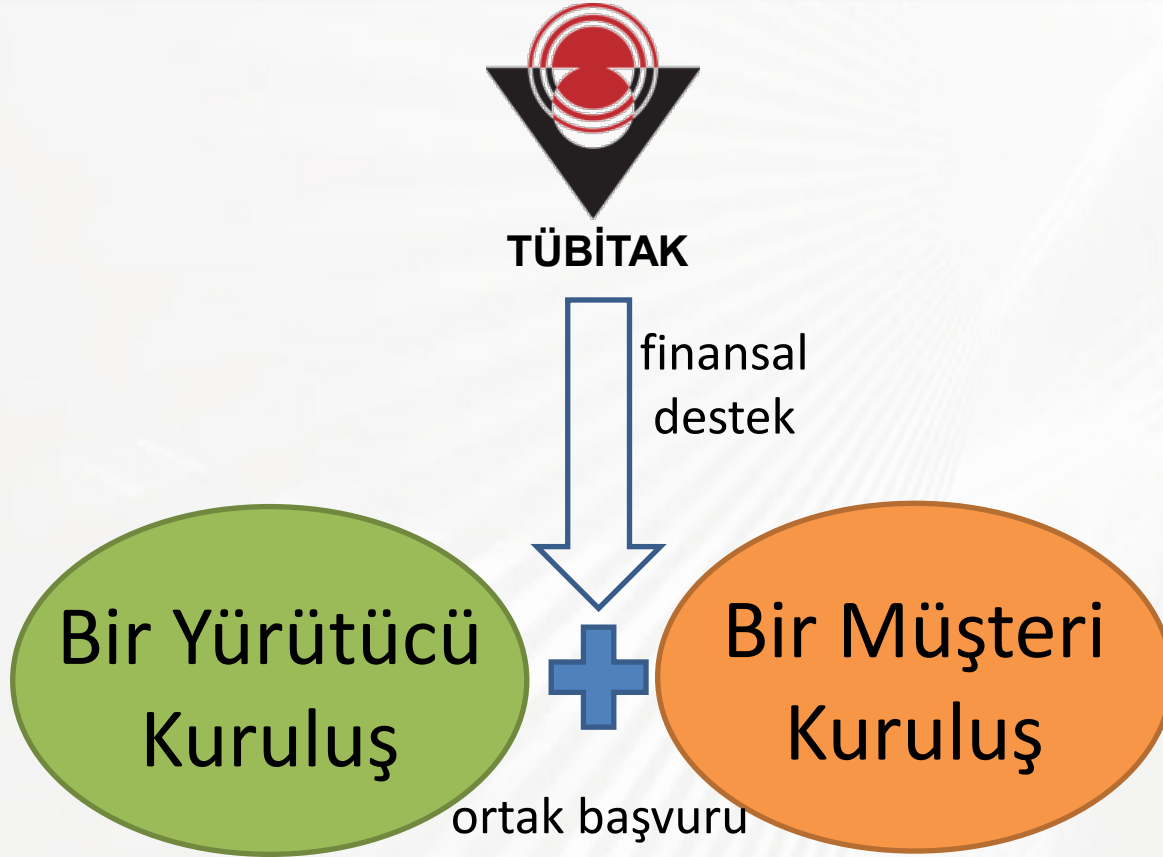 TÜBİTAK
finansal
destek
Bir Yürütücü
Kuruluş
Bir Müşteri
Kuruluş
ortak başvuru